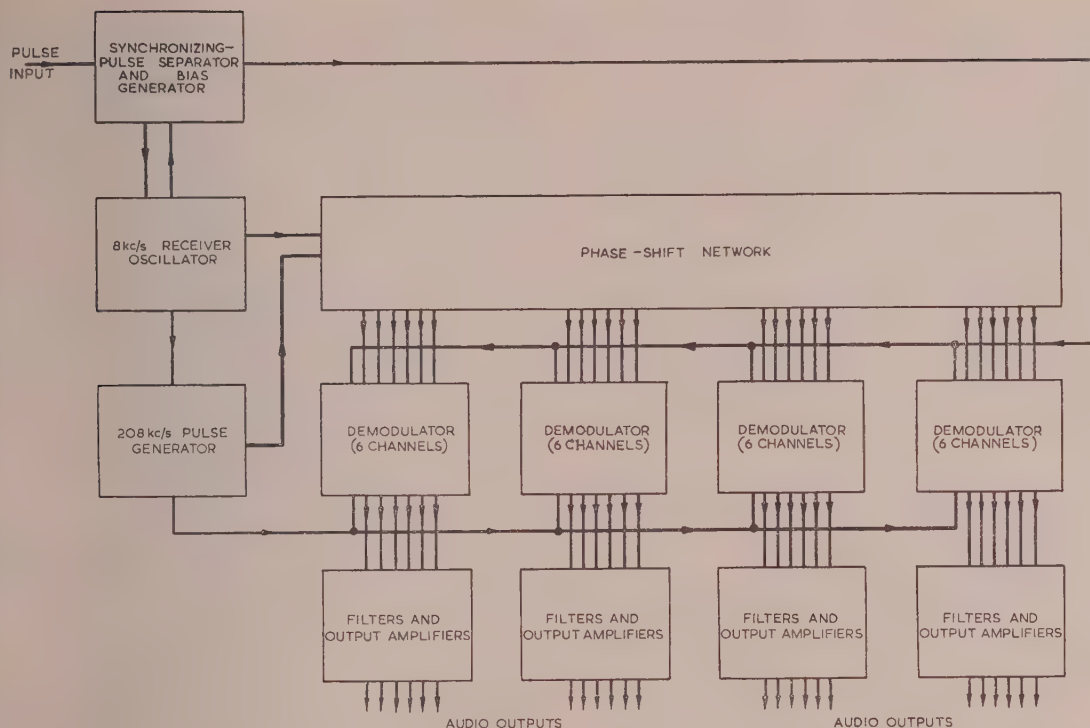 PULSE
INPUT
SYNCHRONIZING-
PULSE SEPARATOR
AND BIAS
GENERATOR
8kc/s RECEIVER
OSCILLATOR
PHASE-SHIFT NETWORK
208kc/s PULSE
GENERATOR
DEMODULATOR
(6 CHANNELS)
DEMODULATOR
(6 CHANNELS)
DEMODULATOR
(6 CHANNELS)
DEMODULATOR
(6 CHANNELS)
FILTERS AND
OUTPUT AMPLIFIERS
FILTERS AND
OUTPUT AMPLIFIERS
FILTERS AND
OUTPUT AMPLIFIERS
FILTERS AND
OUTPUT AMPLIFIERS
AUDIO OUTPUTS
AUDIO OUTPUTS